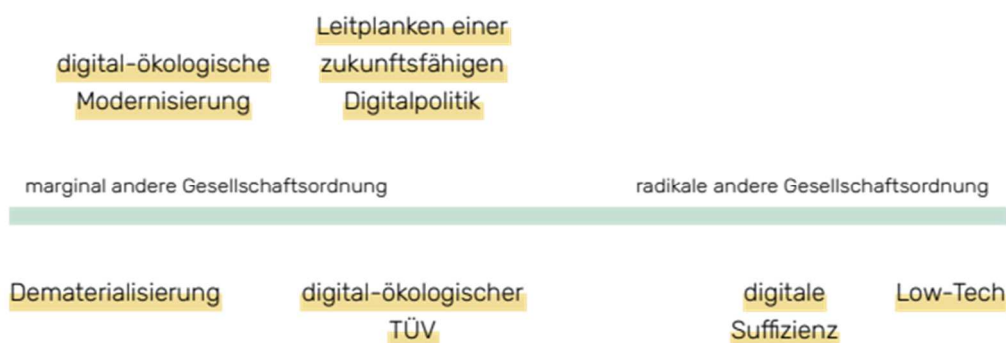 digital-ökologische
Modernisierung
Leitplanken einer
zukunftsfähigen
Digitalpolitik
marginal andere Gesellschaftsordnung
radikale andere Gesellschaftsordnung
Dematerialisierung
digital-ökologischer
TÜV
digitale
Suffizienz
Low-Tech